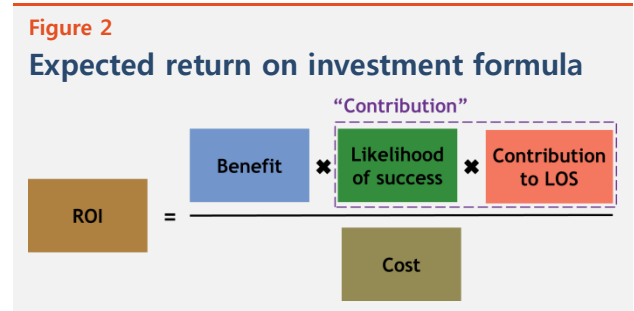 Figure 2
Expected return on investment formula
“Contribution”
Benefit × Likelihood of success × Contribution to LOS
ROI =
Cost